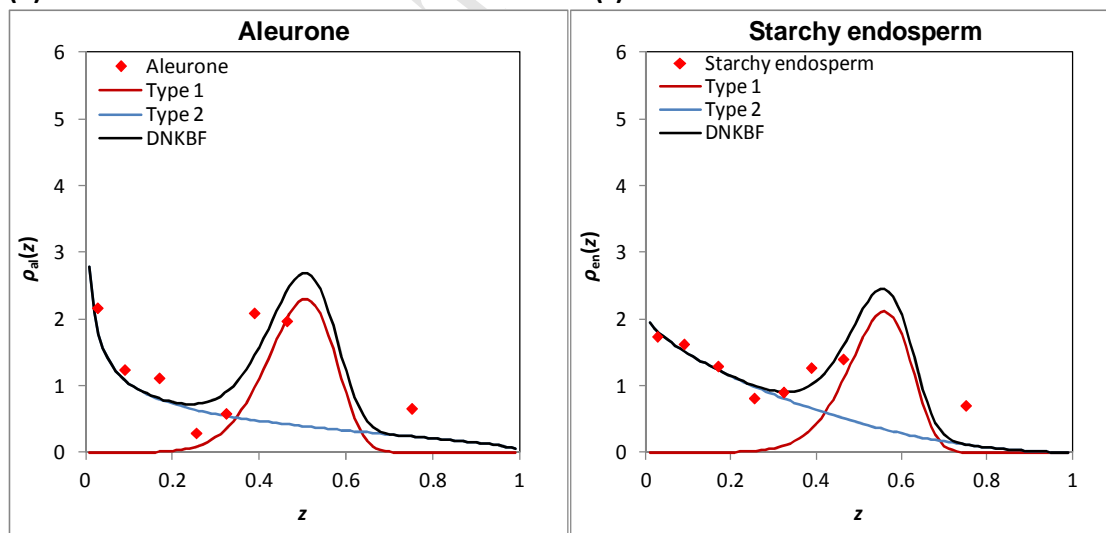 Aleurone
6
5
4
3
2
1
0
Aleurone
Type 1
Type 2
DNKBF
ρal(z)
0 0.2 0.4 0.6 0.8 1
z
Starchy endosperm
6
5
4
3
2
1
0
Starchy endosperm
Type 1
Type 2
DNKBF
ρen(z)
0 0.2 0.4 0.6 0.8 1
z